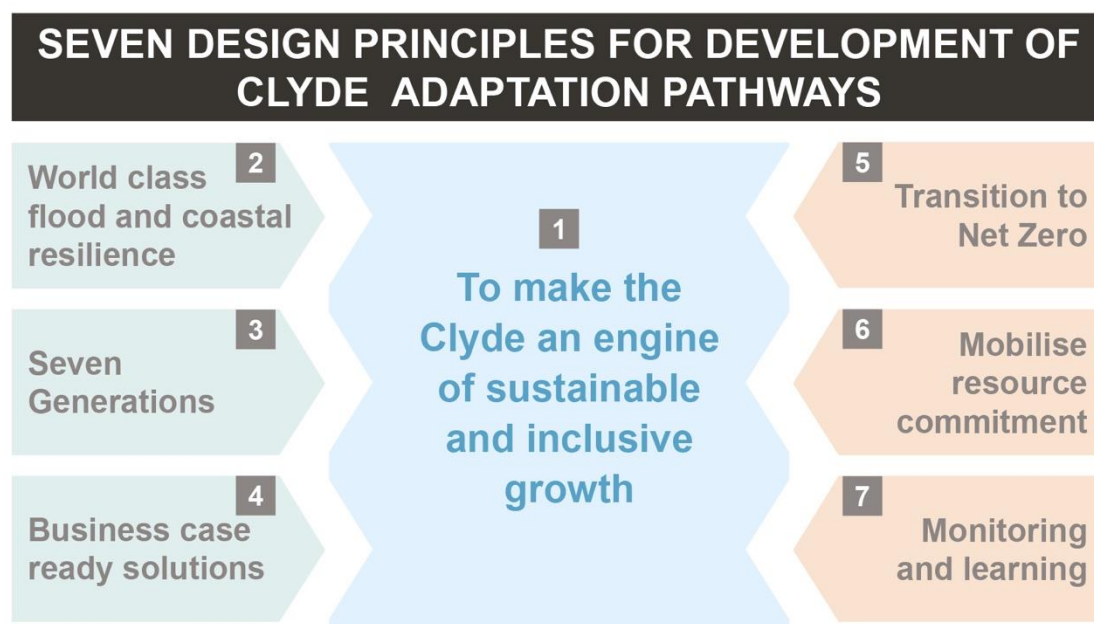 SEVEN DESIGN PRINCIPLES FOR DEVELOPMENT OF
CLYDE ADAPTATION PATHWAYS
1
To make the
Clyde an engine
of sustainable
and inclusive
growth
2
World class
flood and coastal
resilience
3
Seven
Generations
4
Business case
ready solutions
5
Transition to
Net Zero
6
Mobilise
resource
commitment
7
Monitoring
and learning